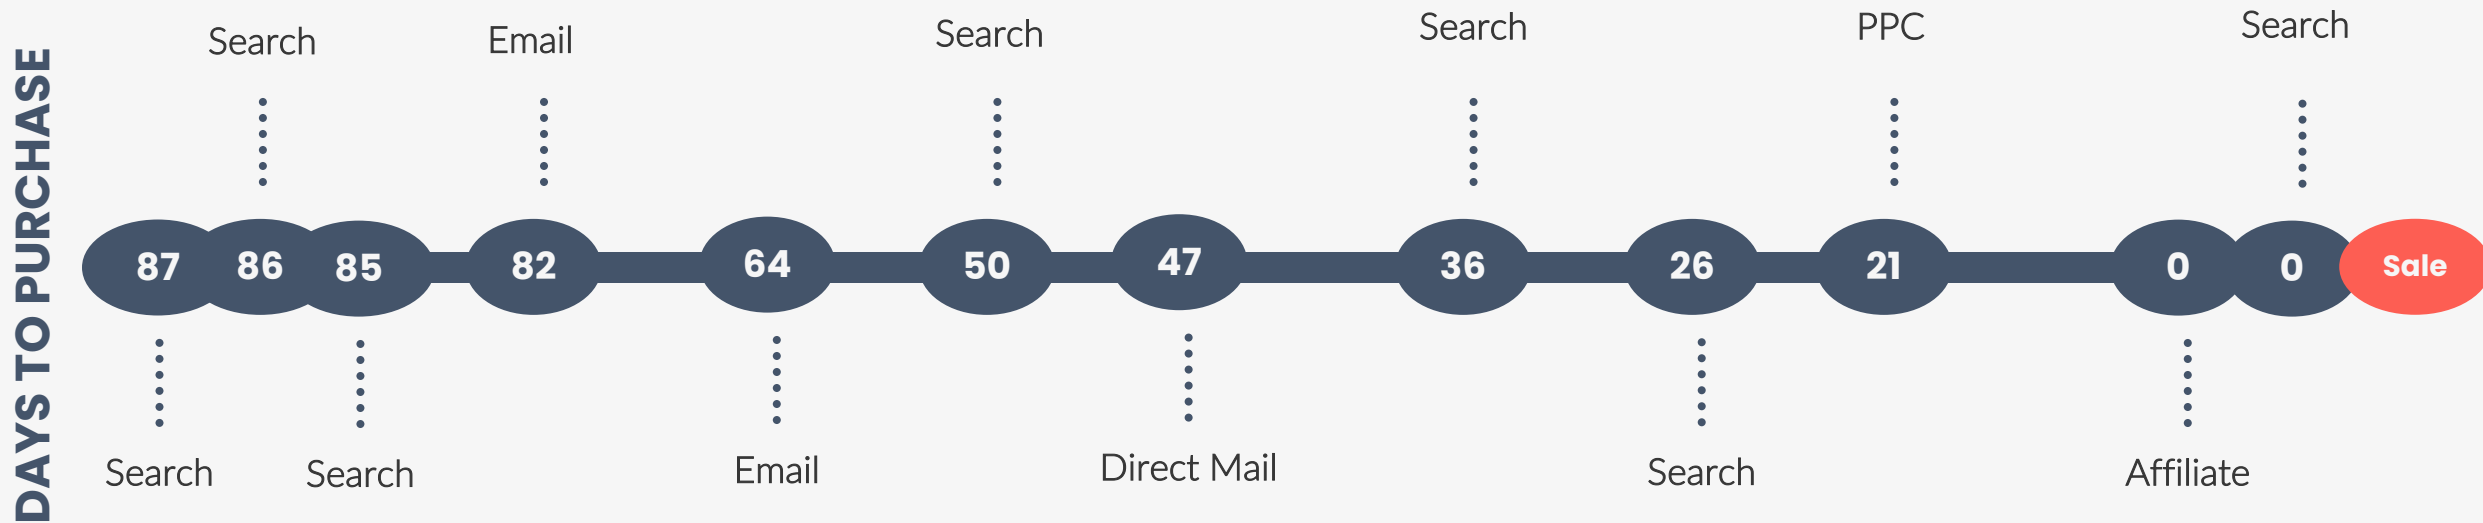 DAYS TO PURCHASE
Search
Email
Search
Search
PPC
Search
87
86
85
82
64
50
47
36
26
21
0
0
Sale
Search
Search
Email
Direct Mail
Search
Affiliate